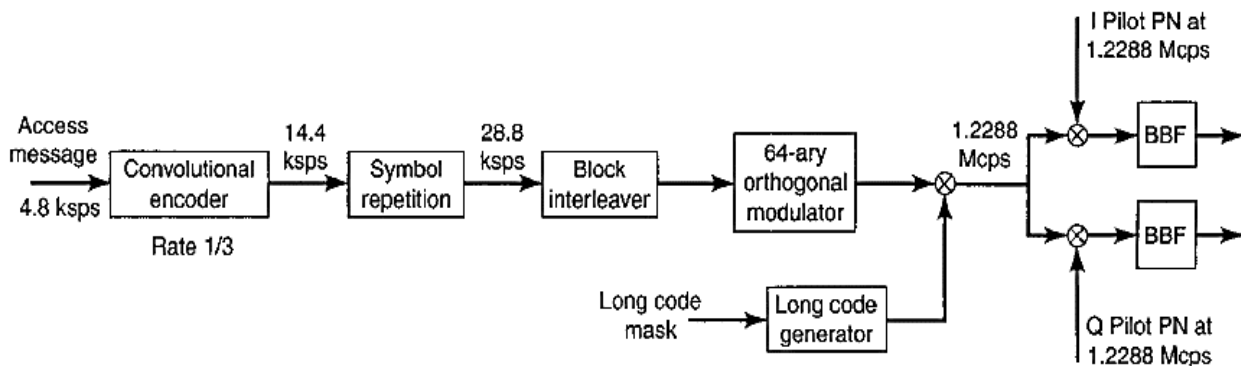 I Pilot PN at
1.2288 Mcps
Access
message
4.8 ksps
Convolutional
encoder
Rate 1/3
14.4
ksps
Symbol
repetition
28.8
ksps
Block
interleaver
64-ary
orthogonal
modulator
1.2288
Mcps
BBF
BBF
Long code
mask
Long code
generator
Q Pilot PN at
1.2288 Mcps